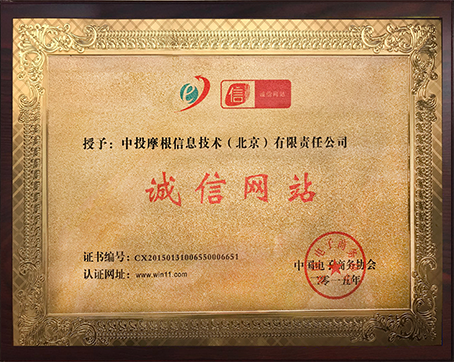 信
诚信网站
授予：中投摩根信息技术（北京）有限责任公司
诚信网站
证书编号：CX20150131006550006651
认证网址：www.win11.com
中国电子商务协会
二零一五年